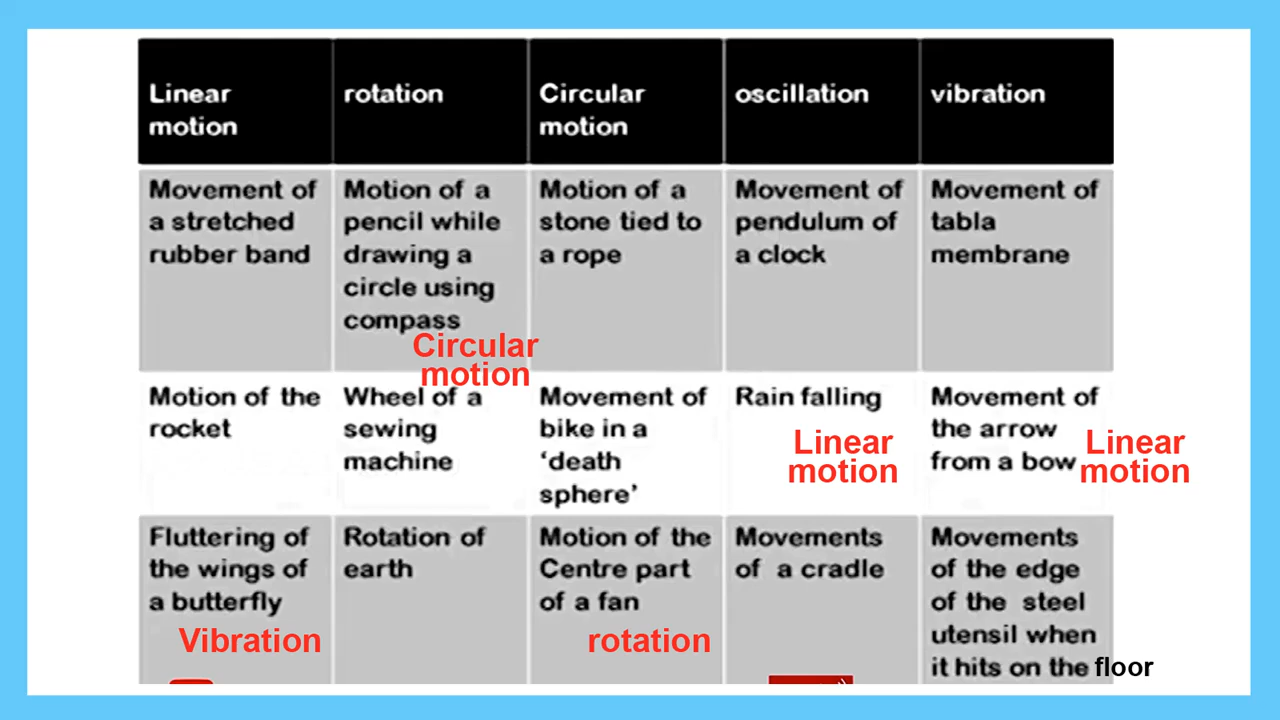 Linear
motion
rotation
Circular
motion
oscillation
vibration
Movement of
a stretched
rubber band
Motion of a
pencil while
drawing a
circle using
compass
Circular
motion
Motion of a
stone tied to
a rope
Movement of
pendulum of
a clock
Movement of
tabla
membrane
Motion of the
rocket
Wheel of a
sewing
machine
Movement of
bike in a
‘death
sphere’
Rain falling
Linear
motion
Movement of
the arrow
from a bow
Linear
motion
Fluttering of
the wings of
a butterfly
Vibration
Rotation of
earth
Motion of the
Centre part
of a fan
rotation
Movements
of a cradle
Movements
of the edge
of the steel
utensil when
it hits on the floor